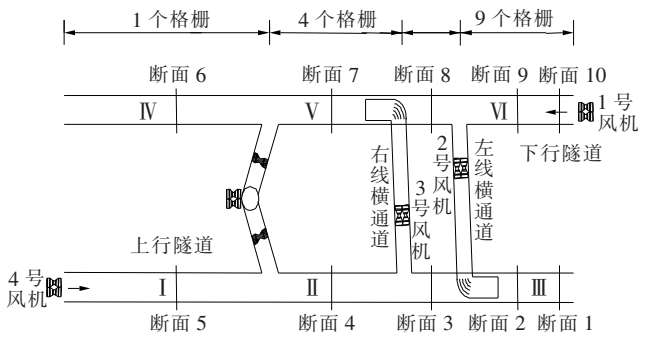 1 个格栅
4 个格栅
9 个格栅
断面 6
断面 7
断面 8
断面 9
断面 10
Ⅳ
Ⅴ
Ⅵ
1 号
风机
下行隧道
右线横通道
3号风机
2号风机
左线横通道
上行隧道
4 号
风机
Ⅰ
Ⅱ
Ⅲ
断面 5
断面 4
断面 3
断面 2
断面 1